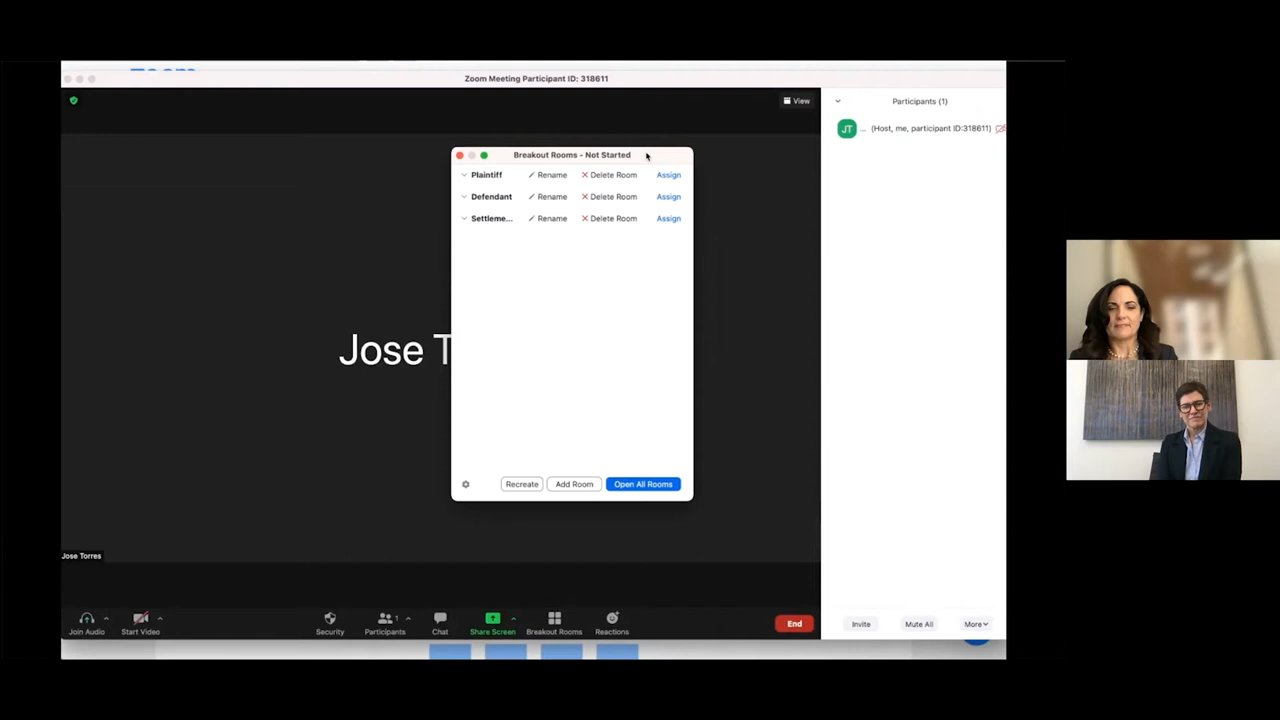 Zoom Meeting Participant ID: 318611
View
Participants (1)
JT ... (Host, me, participant ID:318611)
Breakout Rooms - Not Started
Plaintiff Rename Delete Room Assign
Defendant Rename Delete Room Assign
Settleme... Rename Delete Room Assign
Jose T
Recreate Add Room Open All Rooms
Jose Torres
Join Audio Start Video Security Participants 1 Chat Share Screen Breakout Rooms Reactions End
Invite Mute All More